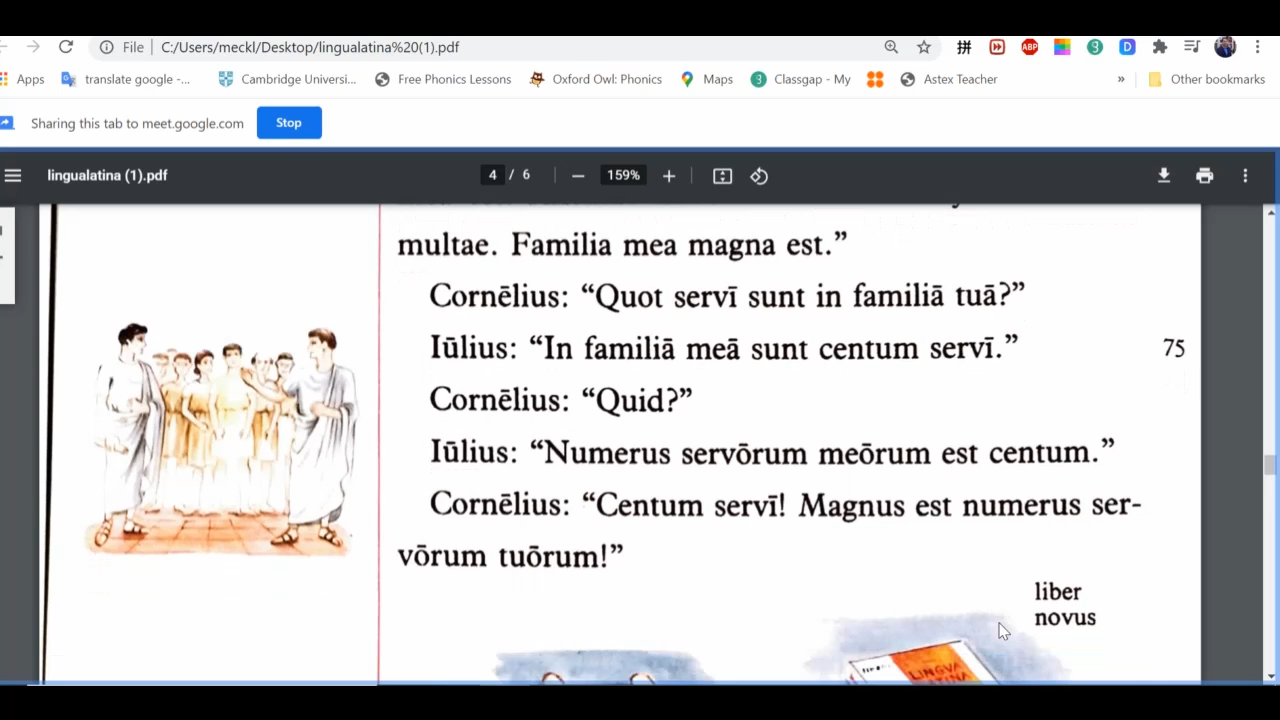 File | C:/Users/meckl/Desktop/lingualatina%20(1).pdf
ABP
3
D
Apps
translate google -...
Cambridge Universi...
Free Phonics Lessons
Oxford Owl: Phonics
Maps
3
Classgap - My
Astex Teacher
»
Other bookmarks
Sharing this tab to meet.google.com
Stop
lingualatina (1).pdf
4 / 6
159%
multae. Familia mea magna est.”
Cornēlius: “Quot servī sunt in familiā tuā?”
Iūlius: “In familiā meā sunt centum servī.”
75
Cornēlius: “Quid?”
Iūlius: “Numerus servōrum meōrum est centum.”
Cornēlius: “Centum servī! Magnus est numerus ser-
vōrum tuōrum!”
liber
novus
LINGVA